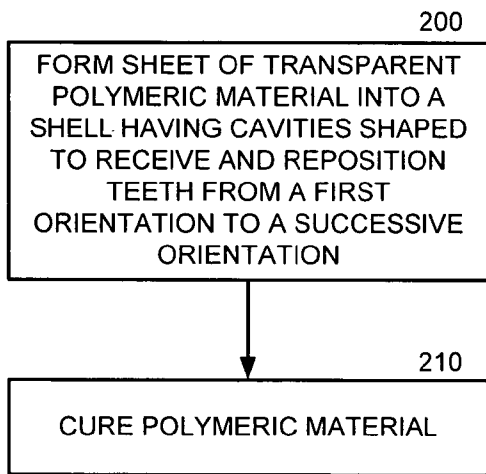 200
FORM SHEET OF TRANSPARENT
POLYMERIC MATERIAL INTO A
SHELL HAVING CAVITIES SHAPED
TO RECEIVE AND REPOSITION
TEETH FROM A FIRST
ORIENTATION TO A SUCCESSIVE
ORIENTATION
210
CURE POLYMERIC MATERIAL